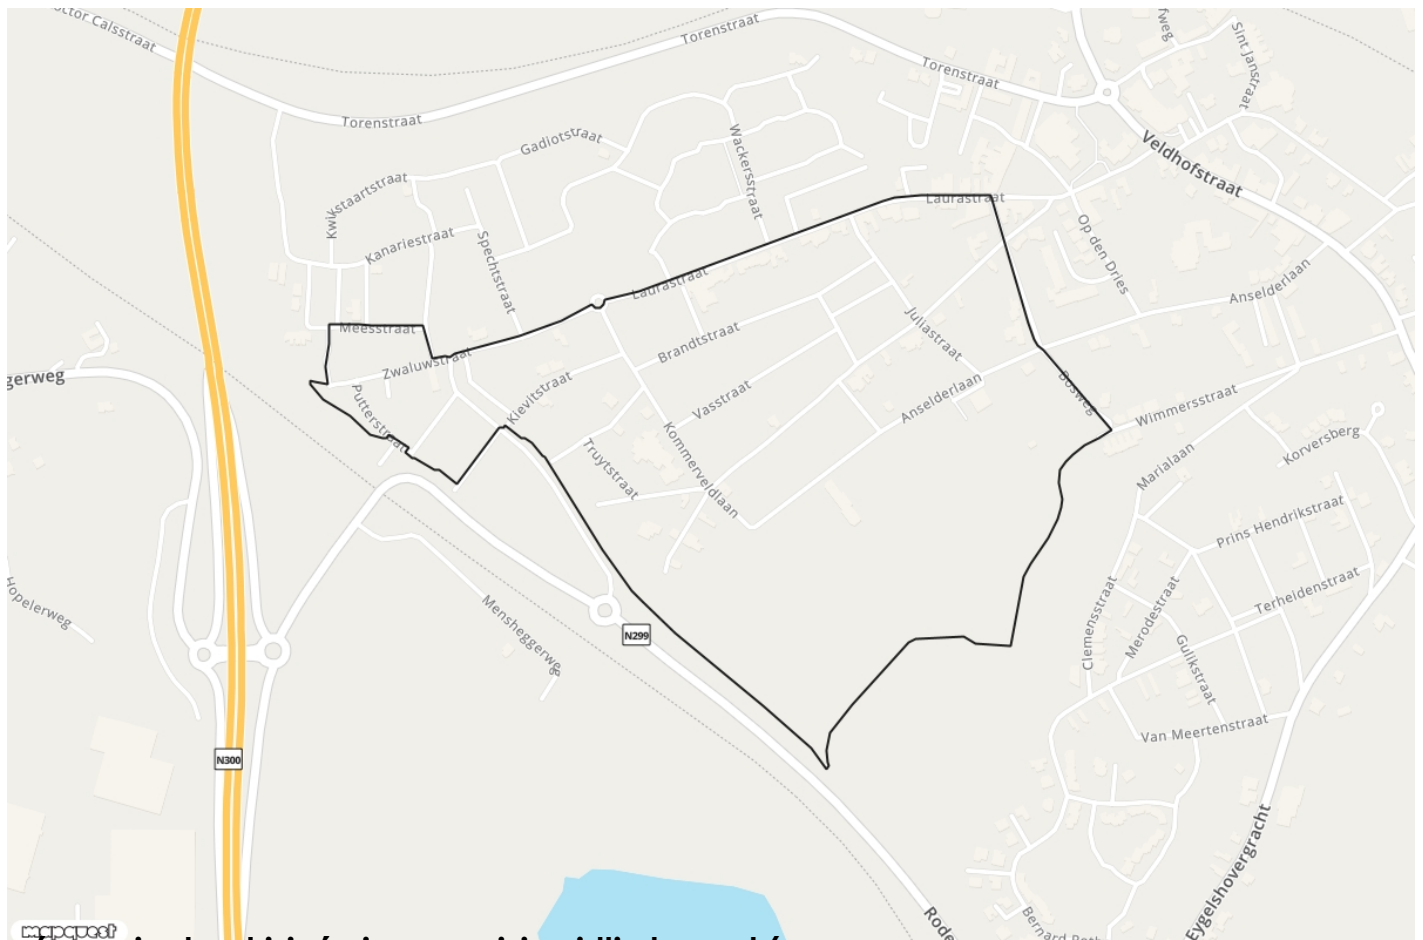 ctor Calsstraat
Torenstraat
Torenstraat
Torenstraat
Gadiotstraat
Wackersstraat
Sint Janstraat
Veldhofstraat
Kwikstaartstraat
Kanariestraat
Spechtstraat
Laurastraat
Op den Dries
Laurastraat
Anselderlaan
Meesstraat
Zwaluwstraat
Brandtstraat
Juliastraat
gerweg
Putterstraat
Kievitstraat
Vasstraat
Anselderlaan
Bosweg
Wimmersstraat
Truytstraat
Kommerveldlaan
Marialaan
Korversberg
Prins Hendrikstraat
Hopelerweg
Mensheggerweg
N299
Clemensstraat
Merodestraat
Terheidenstraat
Gulikstraat
Van Meertenstraat
N300
Eygelshovergracht
Rode
Bernard
mapquest